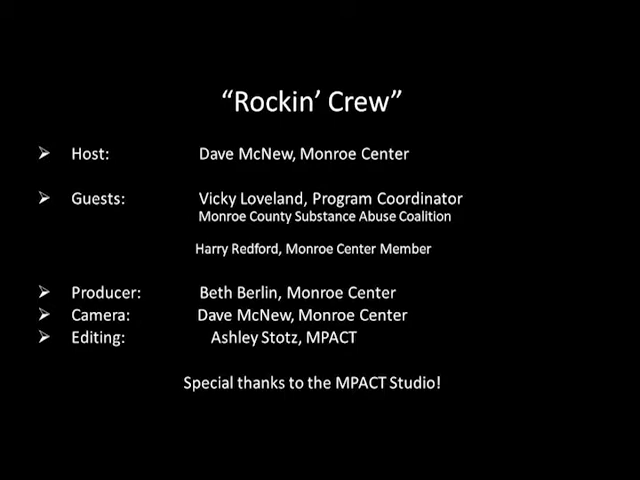 “Rockin’ Crew”
Host: Dave McNew, Monroe Center
Guests: Vicky Loveland, Program Coordinator
Monroe County Substance Abuse Coalition
Harry Redford, Monroe Center Member
Producer: Beth Berlin, Monroe Center
Camera: Dave McNew, Monroe Center
Editing: Ashley Stotz, MPACT
Special thanks to the MPACT Studio!